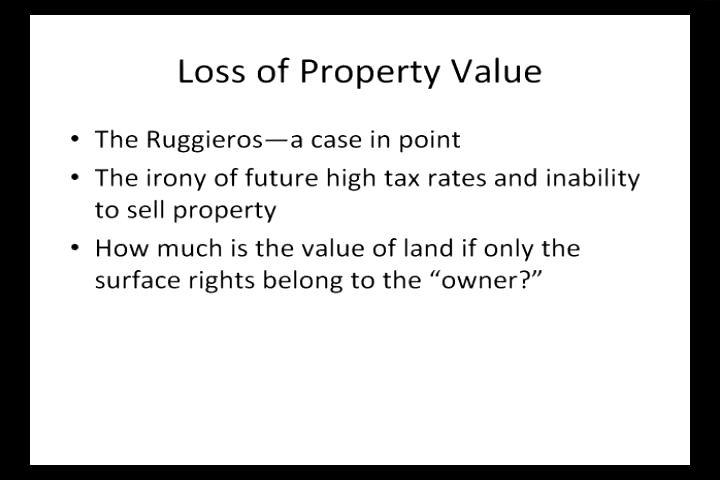 Loss of Property Value
• The Ruggieros—a case in point
• The irony of future high tax rates and inability
to sell property
• How much is the value of land if only the
surface rights belong to the “owner?”